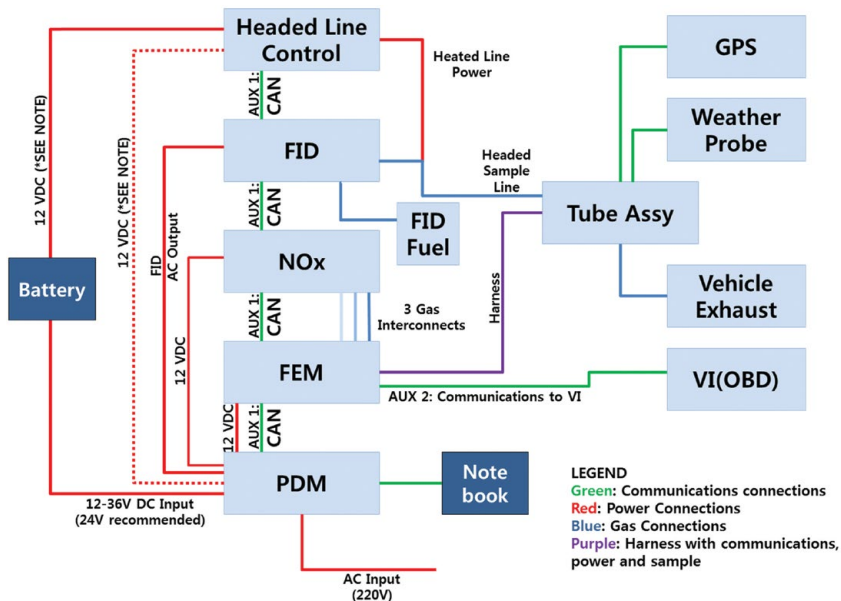 Headed Line
Control
GPS
Heated Line
Power
AUX 1:
CAN
Weather
Probe
12 VDC (*SEE NOTE)
12 VDC (*SEE NOTE)
FID
Headed
Sample
Line
AUX 1:
CAN
FID
AC Output
FID
Fuel
Tube Assy
NOx
Battery
Harness
Vehicle
Exhaust
AUX 1:
CAN
3 Gas
Interconnects
12 VDC
FEM
VI(OBD)
AUX 2: Communications to VI
12 VDC
AUX 1:
CAN
PDM
Note
book
12-36V DC Input
(24V recommended)
AC Input
(220V)
LEGEND
Green: Communications connections
Red: Power Connections
Blue: Gas Connections
Purple: Harness with communications,
power and sample